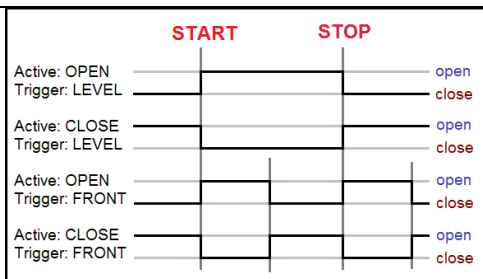 START STOP
Active: OPEN open
Trigger: LEVEL close
Active: CLOSE open
Trigger: LEVEL close
Active: OPEN open
Trigger: FRONT close
Active: CLOSE open
Trigger: FRONT close